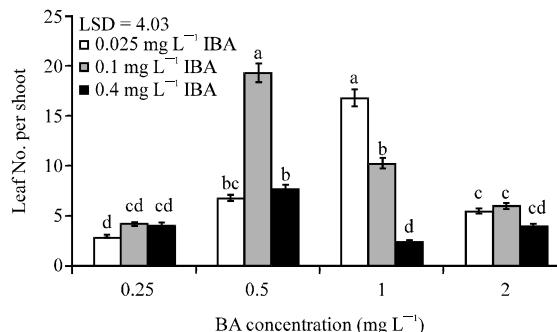 LSD = 4.03
0.025 mg L⁻¹ IBA
0.1 mg L⁻¹ IBA
0.4 mg L⁻¹ IBA
Leaf No. per shoot
25
20
15
10
5
0
d cd cd
bc a b
a b d
c c cd
0.25 0.5 1 2
BA concentration (mg L⁻¹)